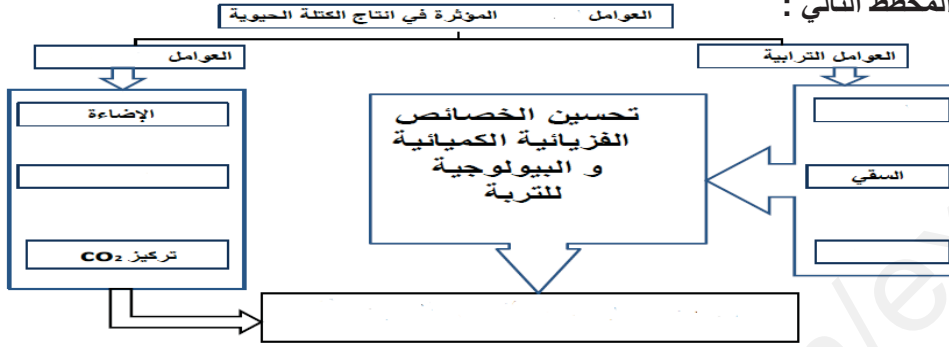 المخطط التالي :
العوامل المؤثرة في انتاج الكتلة الحيوية
العوامل الترابية
العوامل
الإضاءة
تحسين الخصائص
الفزيائية الكميائية
و البيولوجية
للتربة
السقي
تركيز CO₂